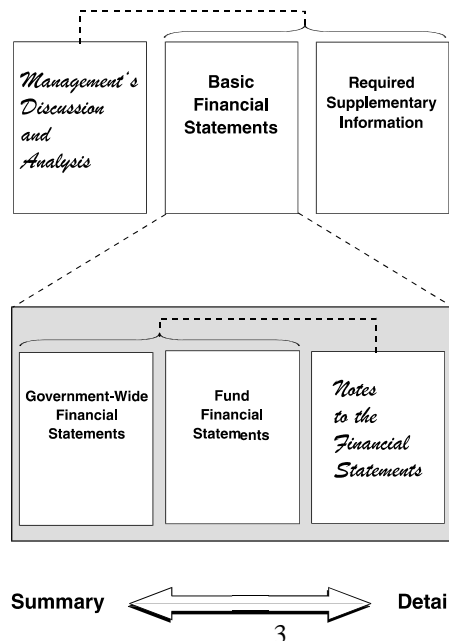 Management's
Discussion
and
Analysis
Basic
Financial
Statements
Required
Supplementary
Information
Government-Wide
Financial
Statements
Fund
Financial
Statements
Notes
to the
Financial
Statements
Summary
Detai
3